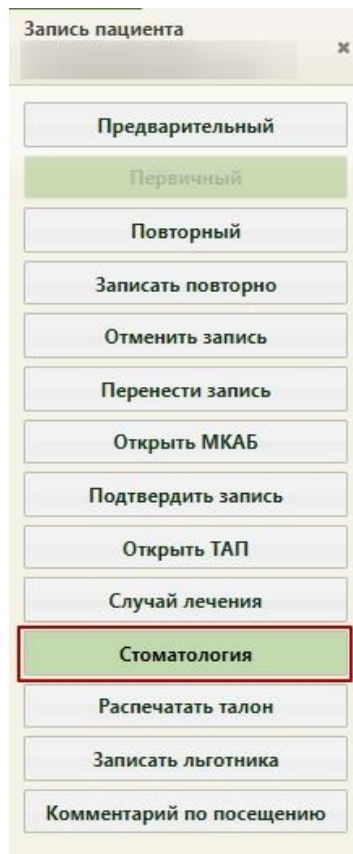 Запись пациента
Предварительный
Первичный
Повторный
Записать повторно
Отменить запись
Перенести запись
Открыть МКАБ
Подтвердить запись
Открыть ТАП
Случай лечения
Стоматология
Распечатать талон
Записать льготника
Комментарий по посещению